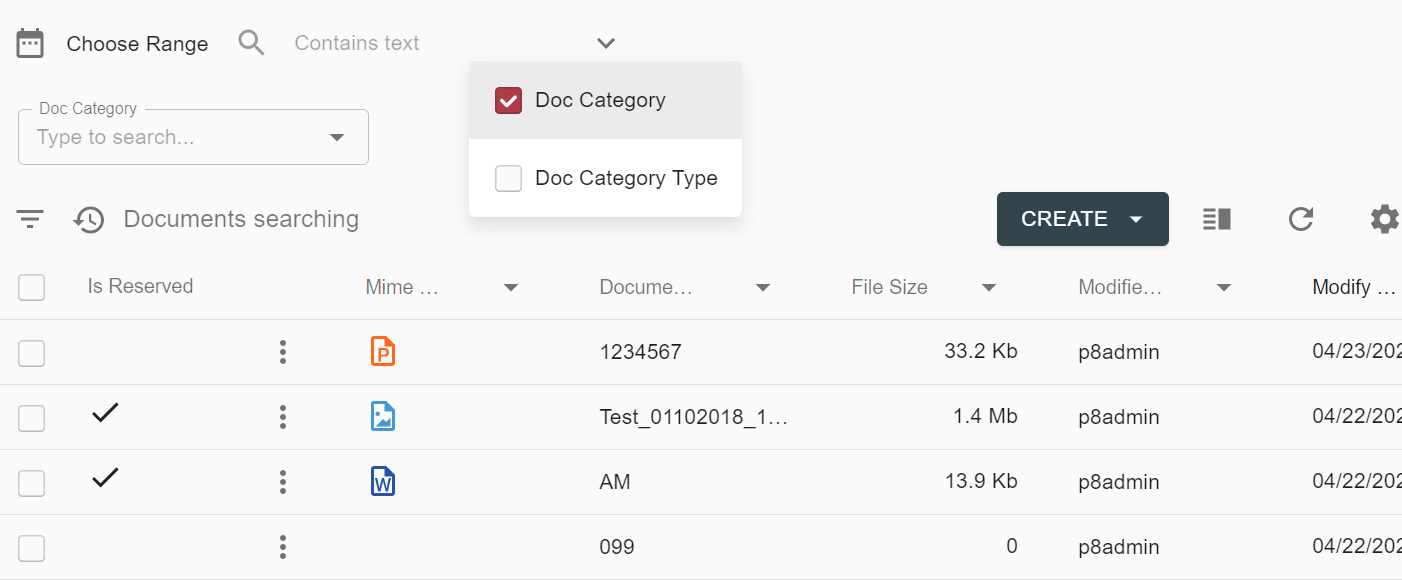 Choose Range Contains text
Doc Category
Doc Category
Type to search...
Doc Category Type
Documents searching
CREATE
Is Reserved Mime ... Docume... File Size Modifie... Modify ...
P 1234567 33.2 Kb p8admin 04/23/202
Test_01102018_1... 1.4 Mb p8admin 04/22/202
W AM 13.9 Kb p8admin 04/22/202
099 0 p8admin 04/22/202